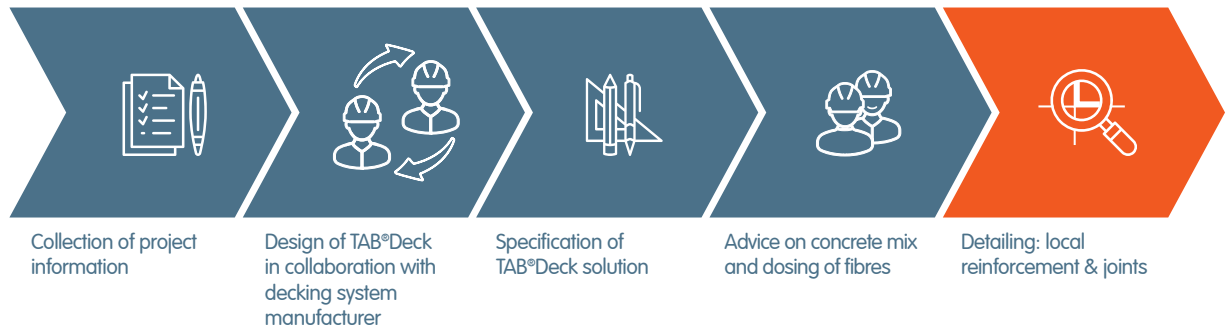 Collection of project
information
Design of TAB®Deck
in collaboration with
decking system
manufacturer
Specification of
TAB®Deck solution
Advice on concrete mix
and dosing of fibres
Detailing: local
reinforcement & joints